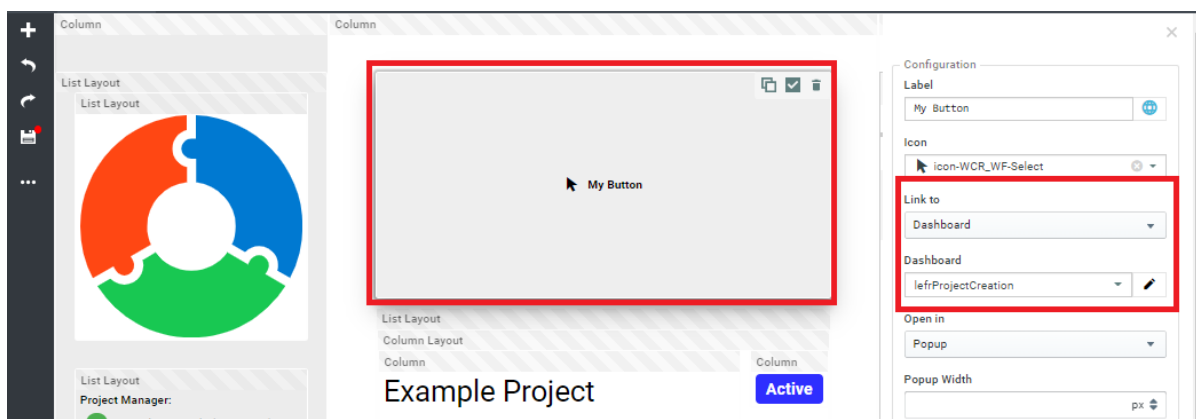 Column
List Layout
List Layout
List Layout
Project Manager:
Column
My Button
List Layout
Column Layout
Column
Column
Example Project
Active
Configuration
Label
My Button
Icon
icon-WCR_WF-Select
Link to
Dashboard
Dashboard
lefrProjectCreation
Open in
Popup
Popup Width
px